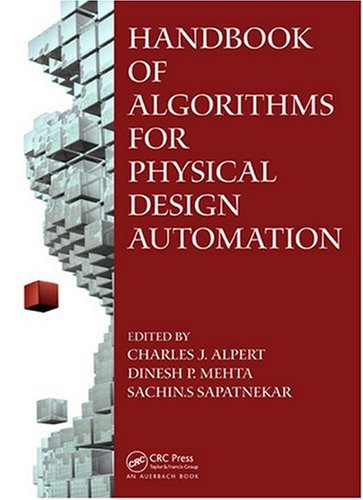 HANDBOOK
OF
ALGORITHMS
FOR
PHYSICAL
DESIGN
AUTOMATION
EDITED BY
CHARLES J. ALPERT
DINESH P. MEHTA
SACHIN.S SAPATNEKAR
CRC CRC Press
Taylor & Francis Group
AN AUERBACH BOOK